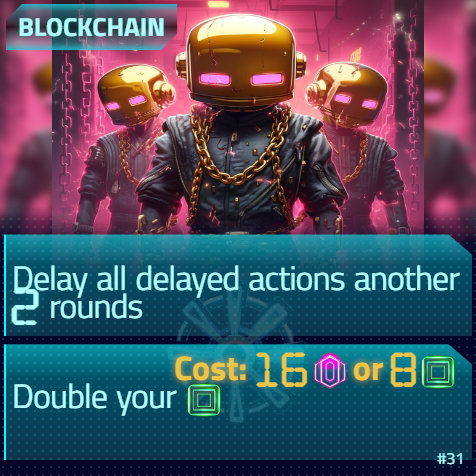 BLOCKCHAIN
Delay all delayed actions another
2 rounds
Cost: 16 or 8
Double your
#31